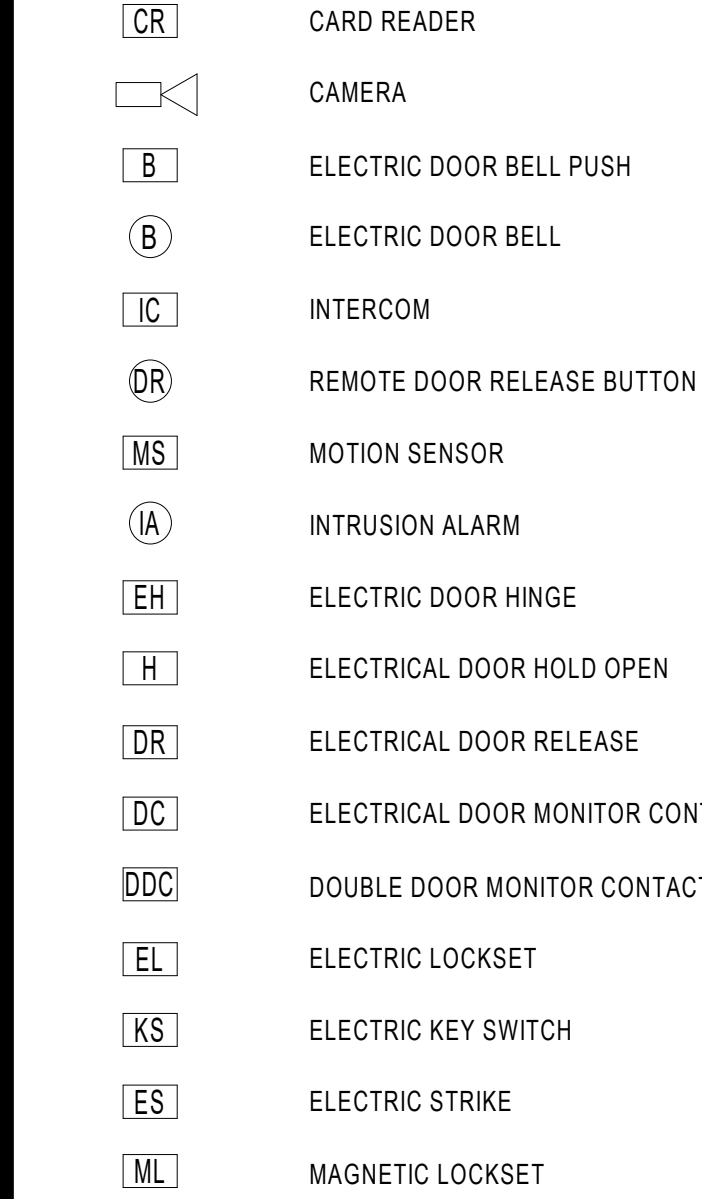 CR CARD READER
CAMERA
B ELECTRIC DOOR BELL PUSH
B ELECTRIC DOOR BELL
IC INTERCOM
DR REMOTE DOOR RELEASE BUTTON
MS MOTION SENSOR
IA INTRUSION ALARM
EH ELECTRIC DOOR HINGE
H ELECTRICAL DOOR HOLD OPEN
DR ELECTRICAL DOOR RELEASE
DC ELECTRICAL DOOR MONITOR
DDC DOUBLE DOOR MONITOR CONTACT
EL ELECTRIC LOCKSET
KS ELECTRIC KEY SWITCH
ES ELECTRIC STRIKE
ML MAGNETIC LOCKSET